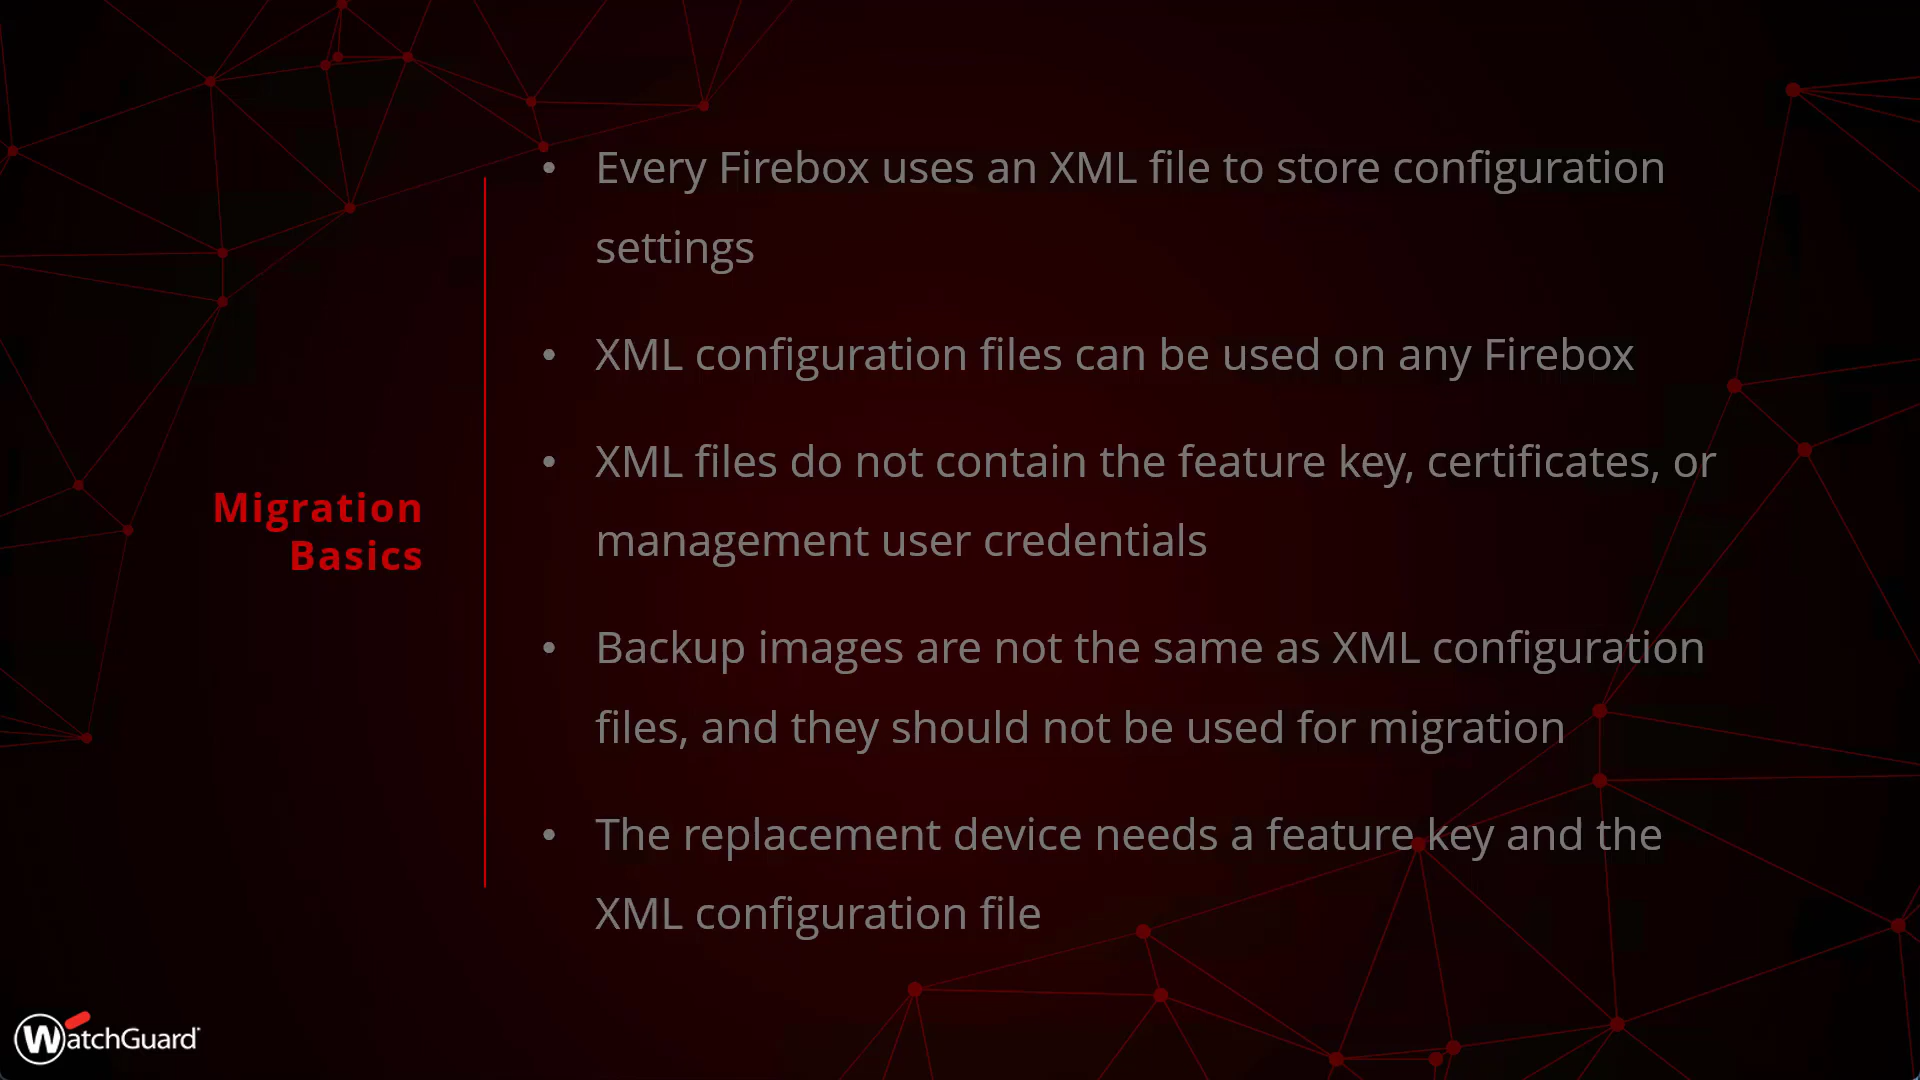 Migration
Basics
• Every Firebox uses an XML file to store configuration
settings
• XML configuration files can be used on any Firebox
• XML files do not contain the feature key, certificates, or
management user credentials
• Backup images are not the same as XML configuration
files, and they should not be used for migration
• The replacement device needs a feature key and the
XML configuration file
WatchGuard